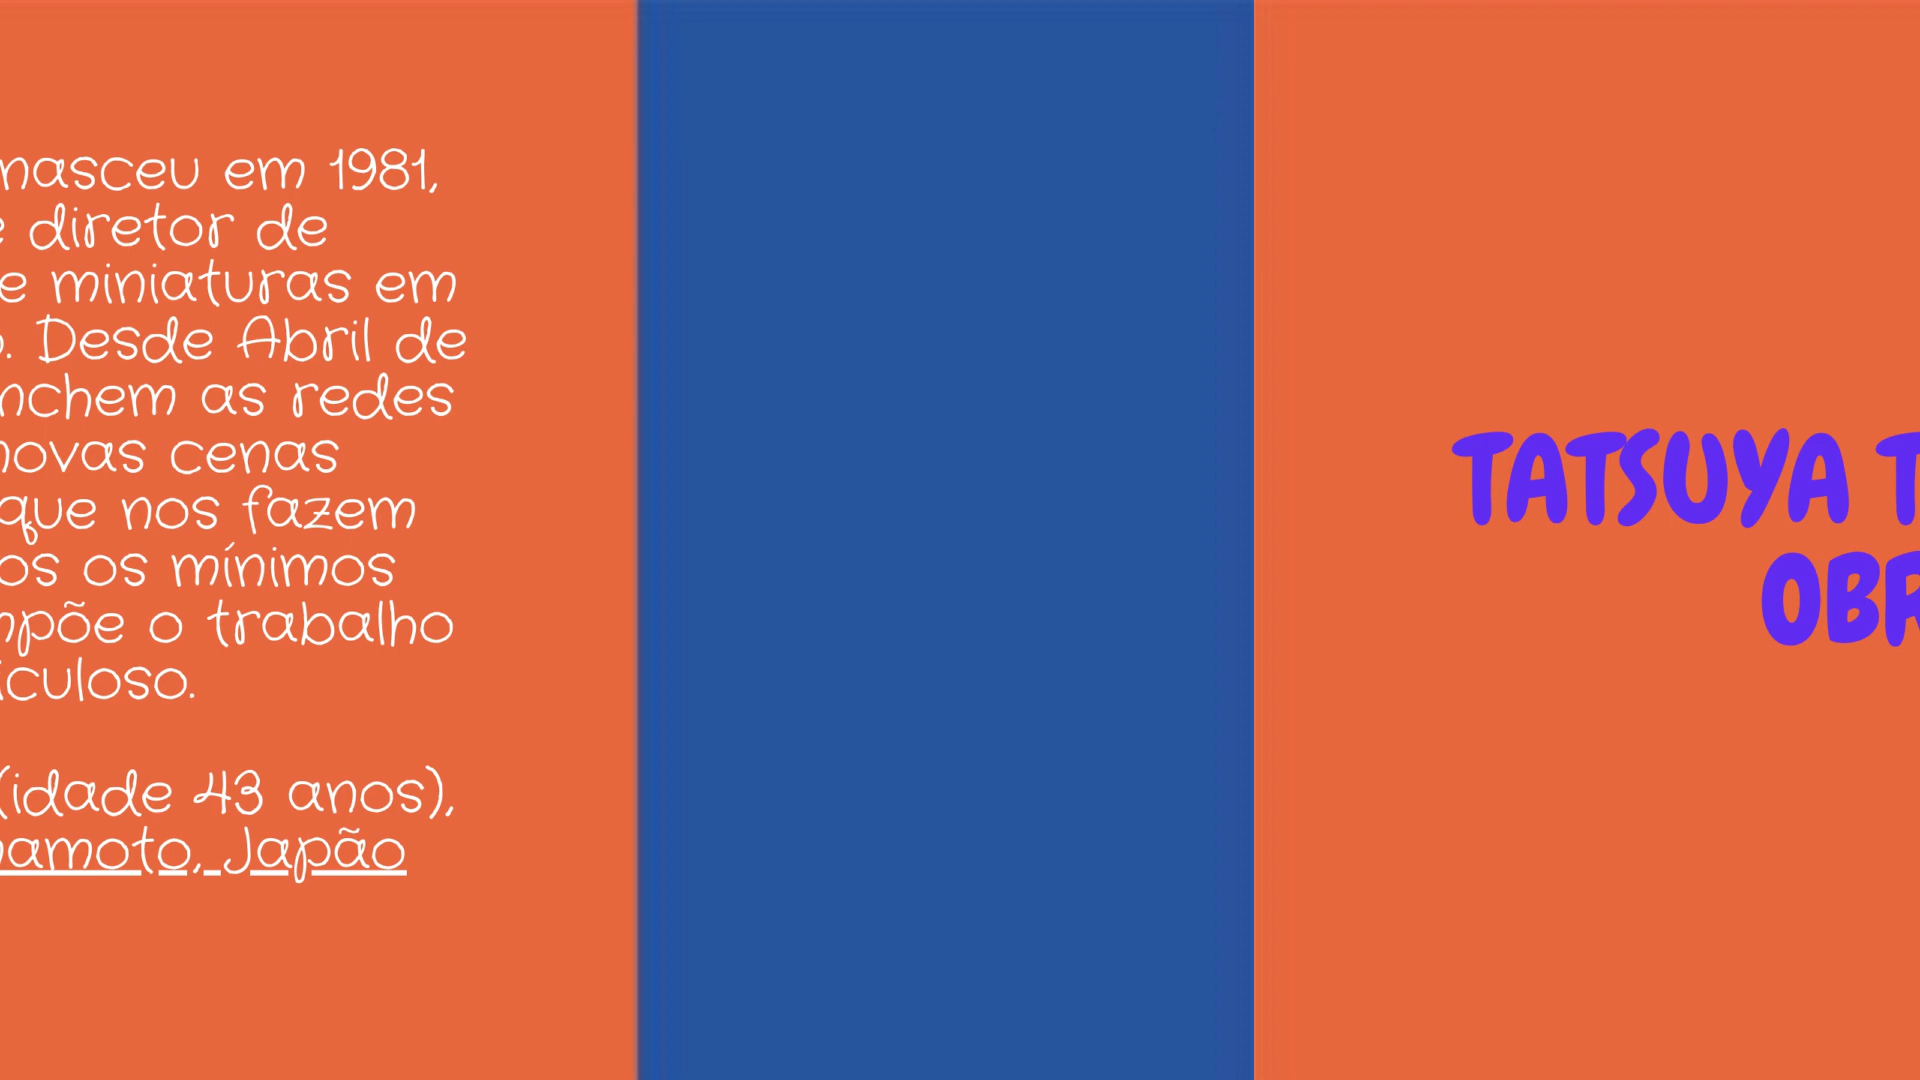 nasceu em 1981,
diretor de
e miniaturas em
. Desde Abril de
nchem as redes
novas cenas
que nos fazem
os os mínimos
mpõe o trabalho
iculoso.
(idade 43 anos),
amoto, Japão
TATSUYA T
OBR